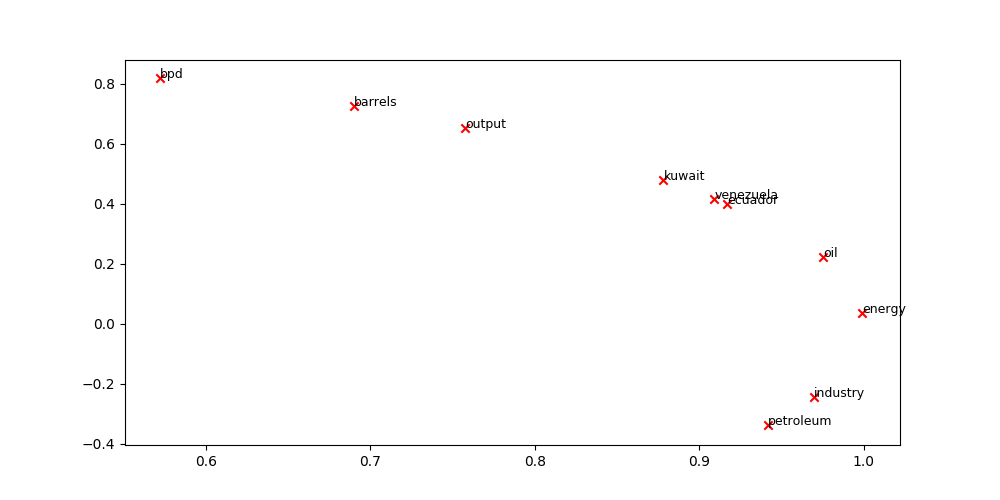 0.8
0.6
0.4
0.2
0.0
−0.2
−0.4
bpd
barrels
output
kuwait
venezuela
ecuador
oil
energy
industry
petroleum
0.6 0.7 0.8 0.9 1.0